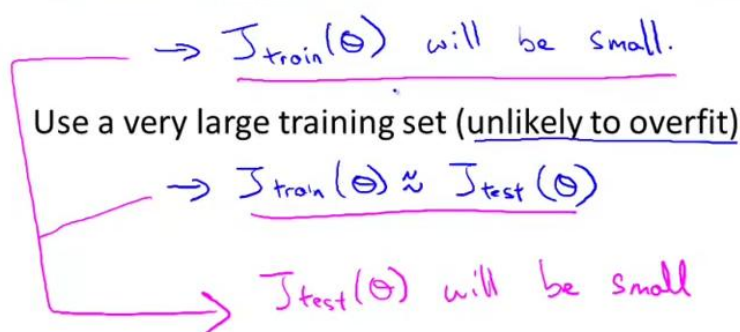 → J_train(Θ) will be small.
Use a very large training set (unlikely to overfit)
→ J_train(Θ) ≈ J_test(Θ)
J_test(Θ) will be small